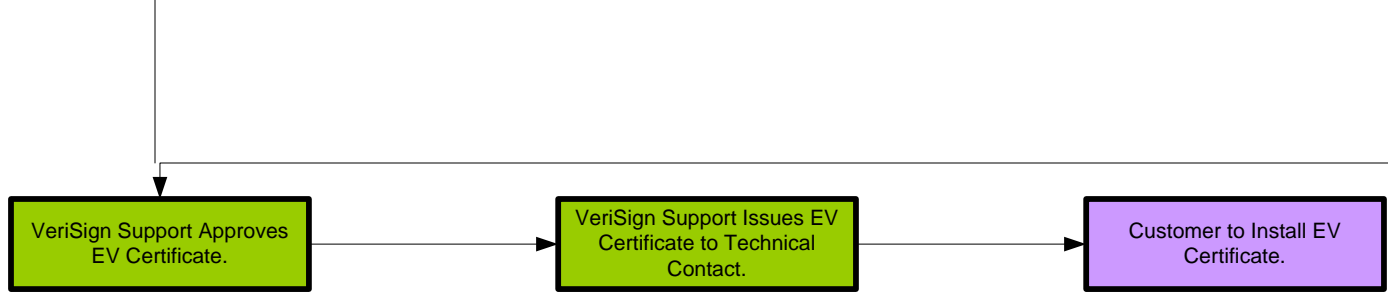 VeriSign Support Approves
EV Certificate.
VeriSign Support Issues EV
Certificate to Technical
Contact.
Customer to Install EV
Certificate.